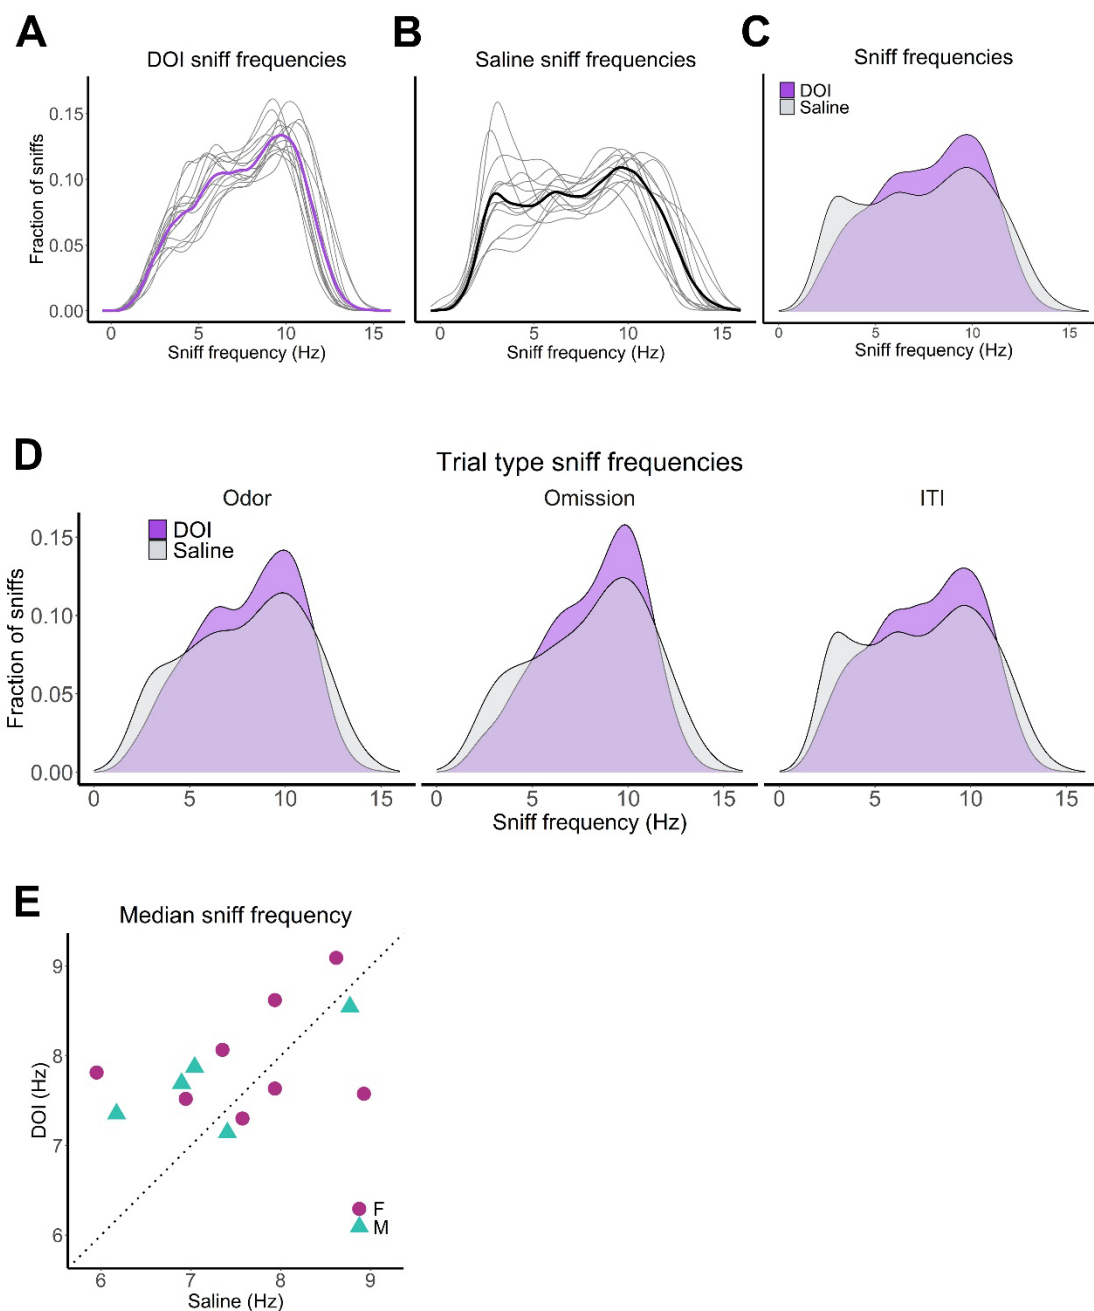 A
DOI sniff frequencies
Fraction of sniffs
0.15
0.10
0.05
0.00
0 5 10 15
Sniff frequency (Hz)
B
Saline sniff frequencies
0 5 10 15
Sniff frequency (Hz)
C
Sniff frequencies
DOI
Saline
0 5 10 15
Sniff frequency (Hz)
D
Trial type sniff frequencies
Odor Omission ITI
DOI
Saline
Fraction of sniffs
0.15
0.10
0.05
0.00
0 5 10 15 0 5 10 15 0 5 10 15
Sniff frequency (Hz)
E
Median sniff frequency
DOI (Hz)
9
8
7
6
F
M
6 7 8 9
Saline (Hz)